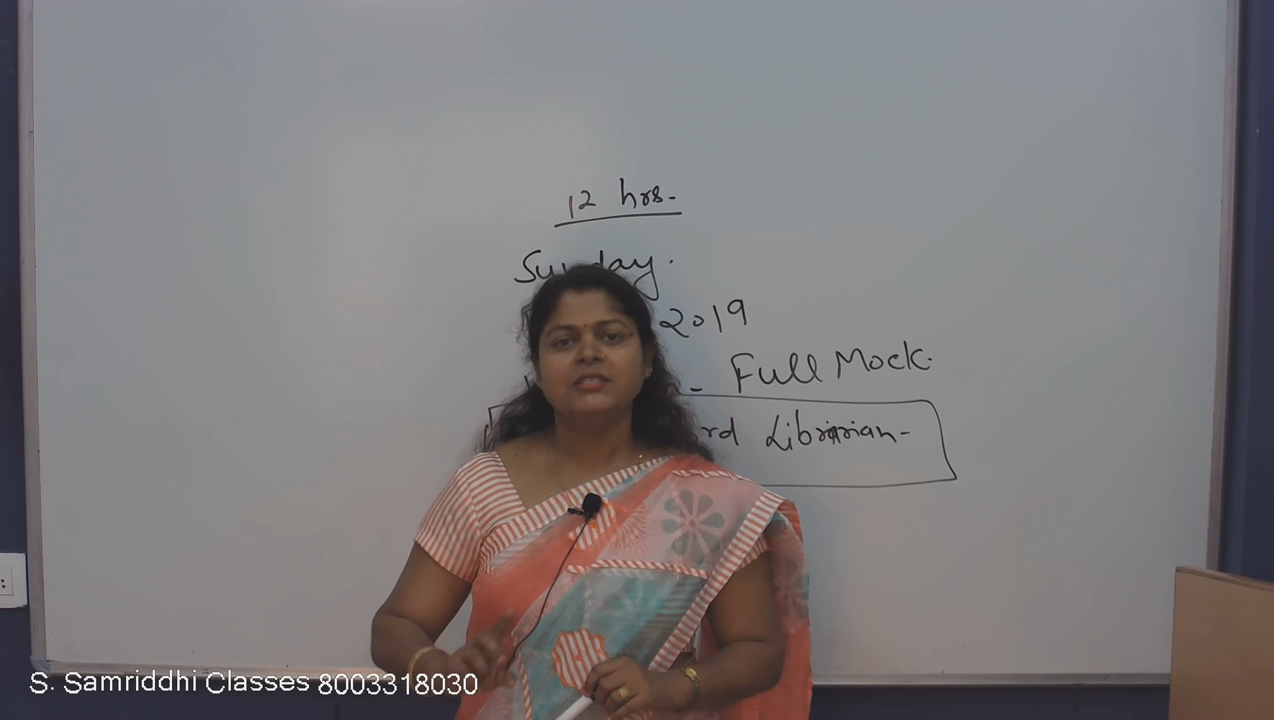 12 hrs.
Sunday.
2019
Full Mock.
Librarian
S. Samriddhi Classes 8003318030